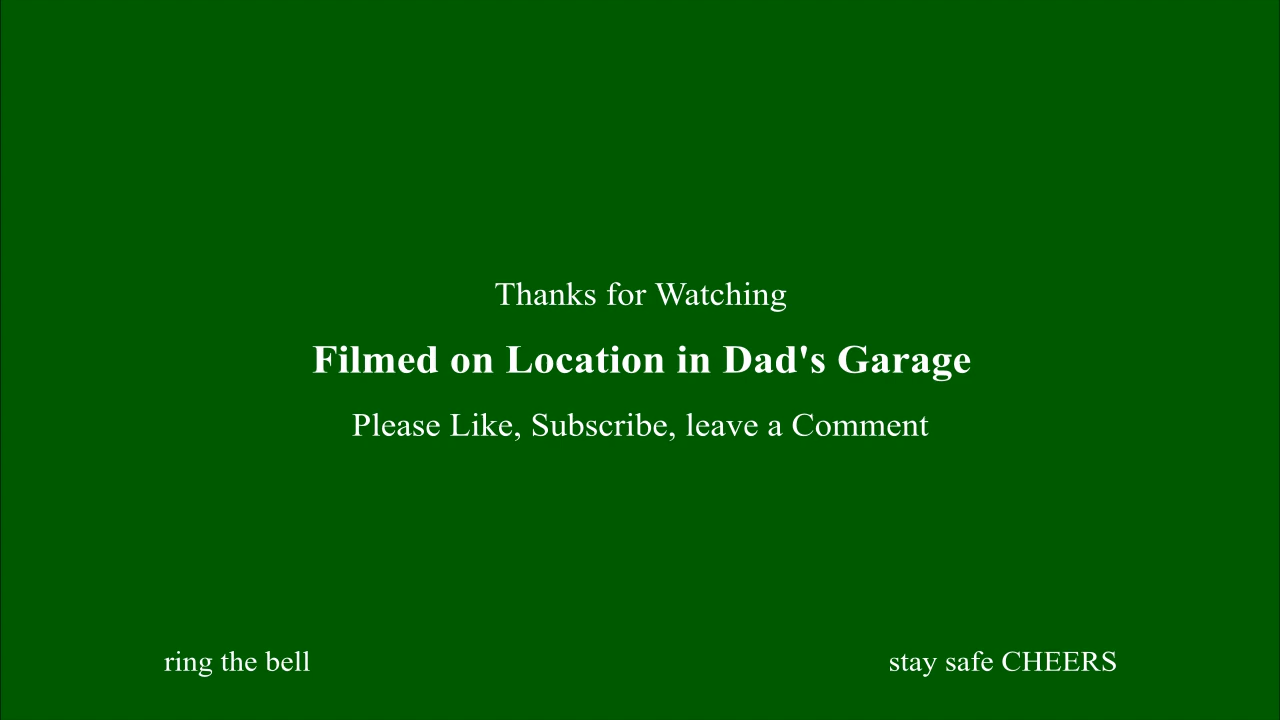 Thanks for Watching
Filmed on Location in Dad's Garage
Please Like, Subscribe, leave a Comment
ring the bell
stay safe CHEERS